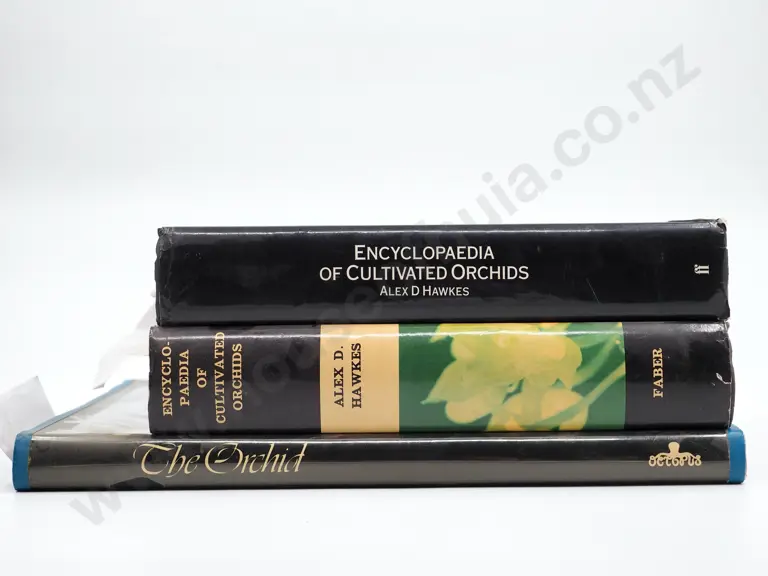 ENCYCLOPAEDIA
OF CULTIVATED ORCHIDS
ALEX D HAWKES
ff
ENCYCLO-
PAEDIA
OF
CULTIVATED
ORCHIDS
ALEX D.
HAWKES
FABER
The Orchid
OCTOPUS